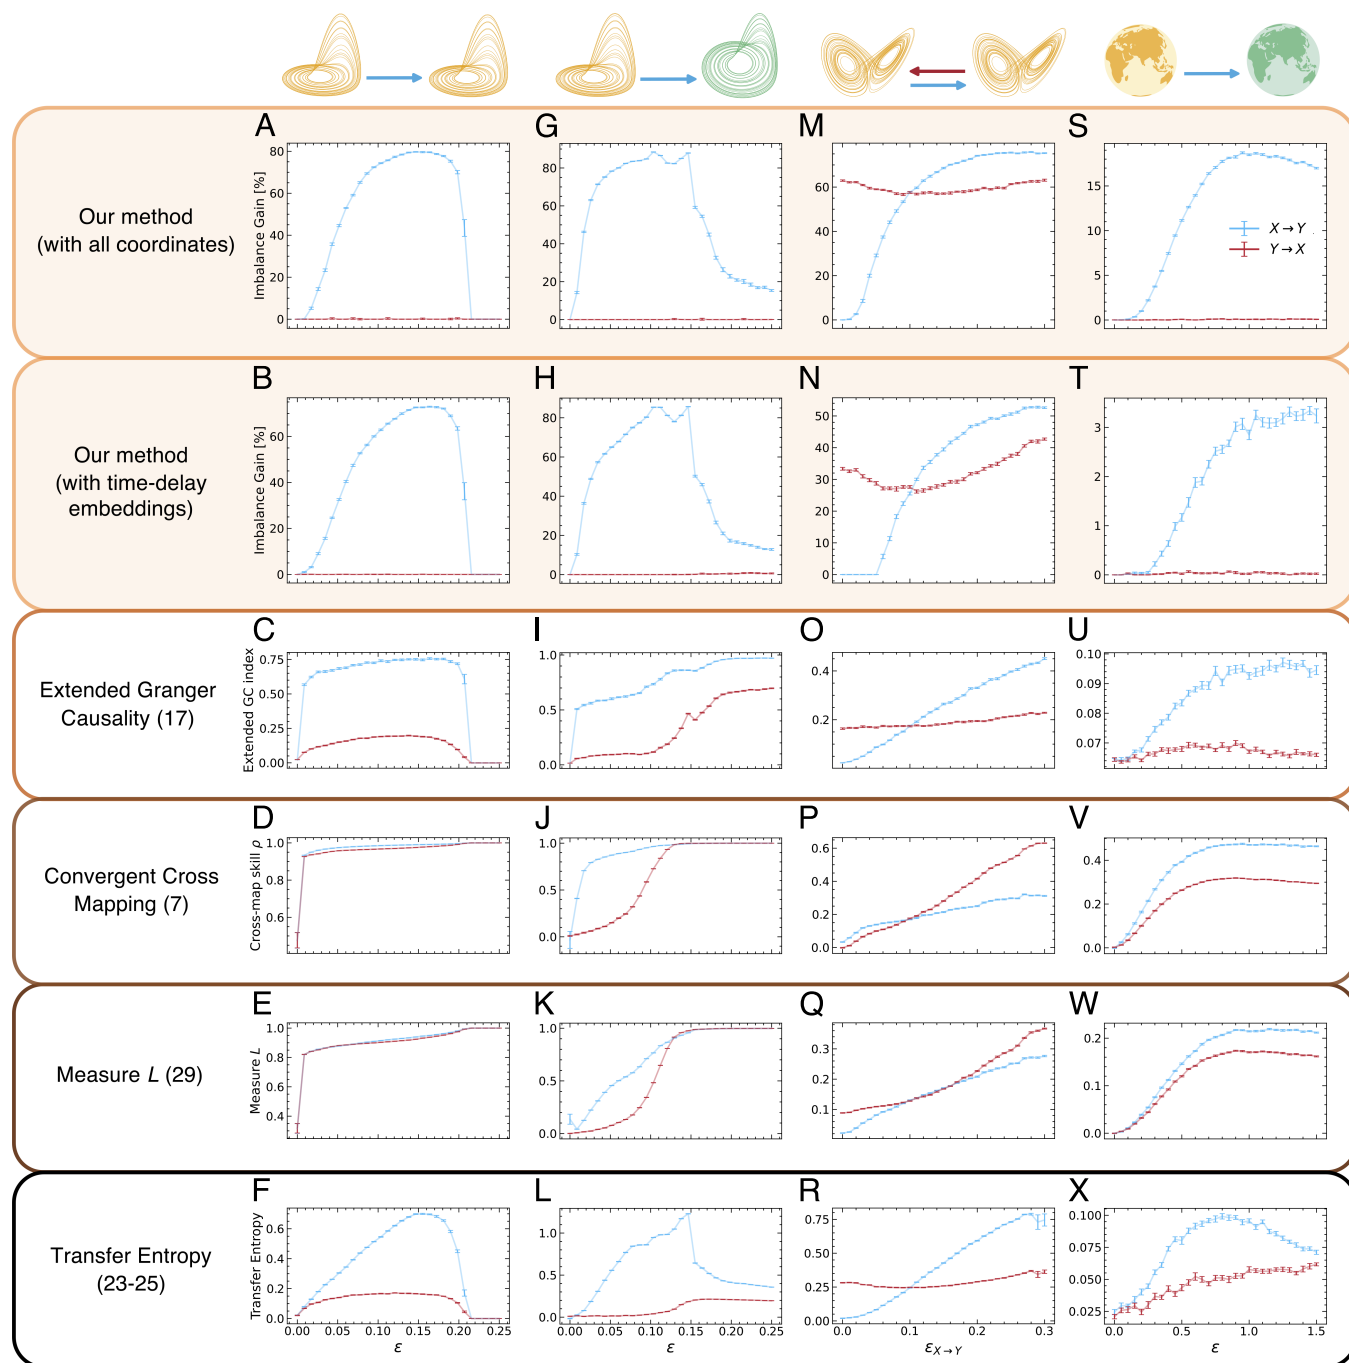 A
G
M
S
Our method
(with all coordinates)
Imbalance Gain [%]
80
60
40
20
0
80
60
40
20
0
60
40
20
0
15
10
5
0
X→Y
Y→X
B
H
N
T
Our method
(with time-delay
embeddings)
Imbalance Gain [%]
60
40
20
0
80
60
40
20
0
50
40
30
20
10
0
3
2
1
0
C
I
O
U
Extended Granger
Causality (17)
Extended GC index
0.75
0.50
0.25
0.00
1.0
0.5
0.0
0.4
0.2
0.10
0.09
0.08
0.07
D
J
P
V
Convergent Cross
Mapping (7)
Cross-map skill ρ
1.0
0.8
0.6
1.0
0.5
0.0
0.6
0.4
0.2
0.0
0.4
0.2
0.0
E
K
Q
W
Measure L (29)
Measure L
1.0
0.8
0.6
0.4
1.0
0.5
0.0
0.3
0.2
0.1
0.2
0.1
0.0
F
L
R
X
Transfer Entropy
(23-25)
Transfer Entropy
0.6
0.4
0.2
0.0
1.0
0.5
0.0
0.75
0.50
0.25
0.00
0.100
0.075
0.050
0.025
0.00 0.05 0.10 0.15 0.20 0.25
0.00 0.05 0.10 0.15 0.20 0.25
0.0 0.1 0.2 0.3
0.0 0.5 1.0 1.5
ε
ε
ε X→Y
ε